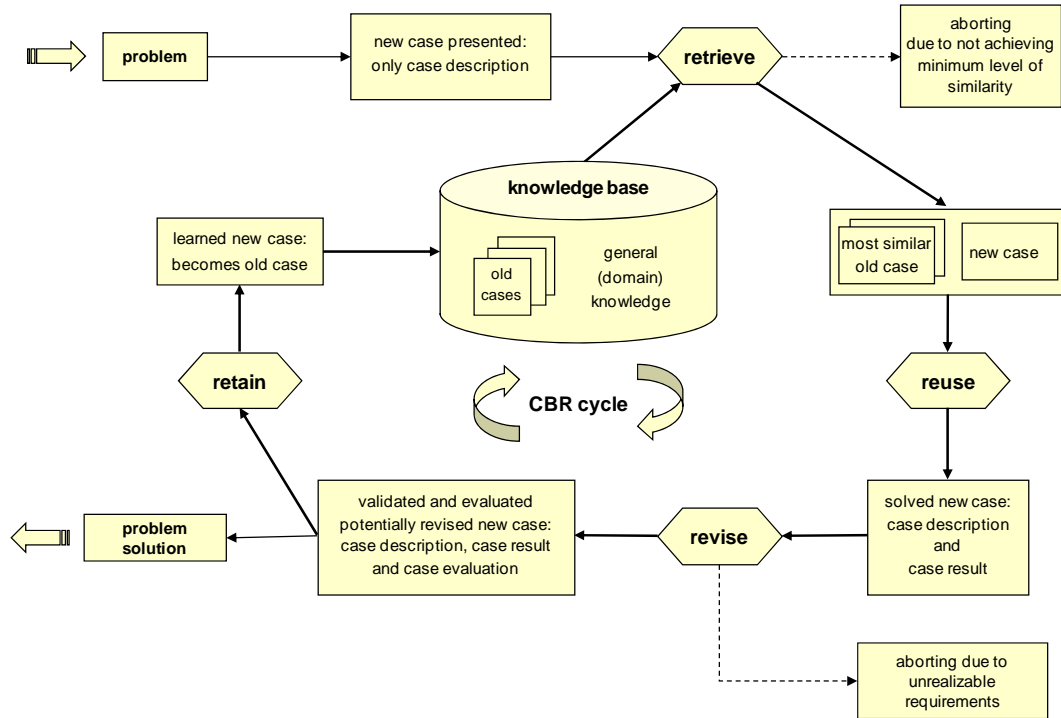 problem
new case presented:
only case description
retrieve
aborting
due to not achieving
minimum level of
similarity
knowledge base
old
cases
general
(domain)
knowledge
learned new case:
becomes old case
most similar
old case
new case
retain
CBR cycle
reuse
problem
solution
validated and evaluated
potentially revised new case:
case description, case result
and case evaluation
revise
solved new case:
case description
and
case result
aborting due to
unrealizable
requirements